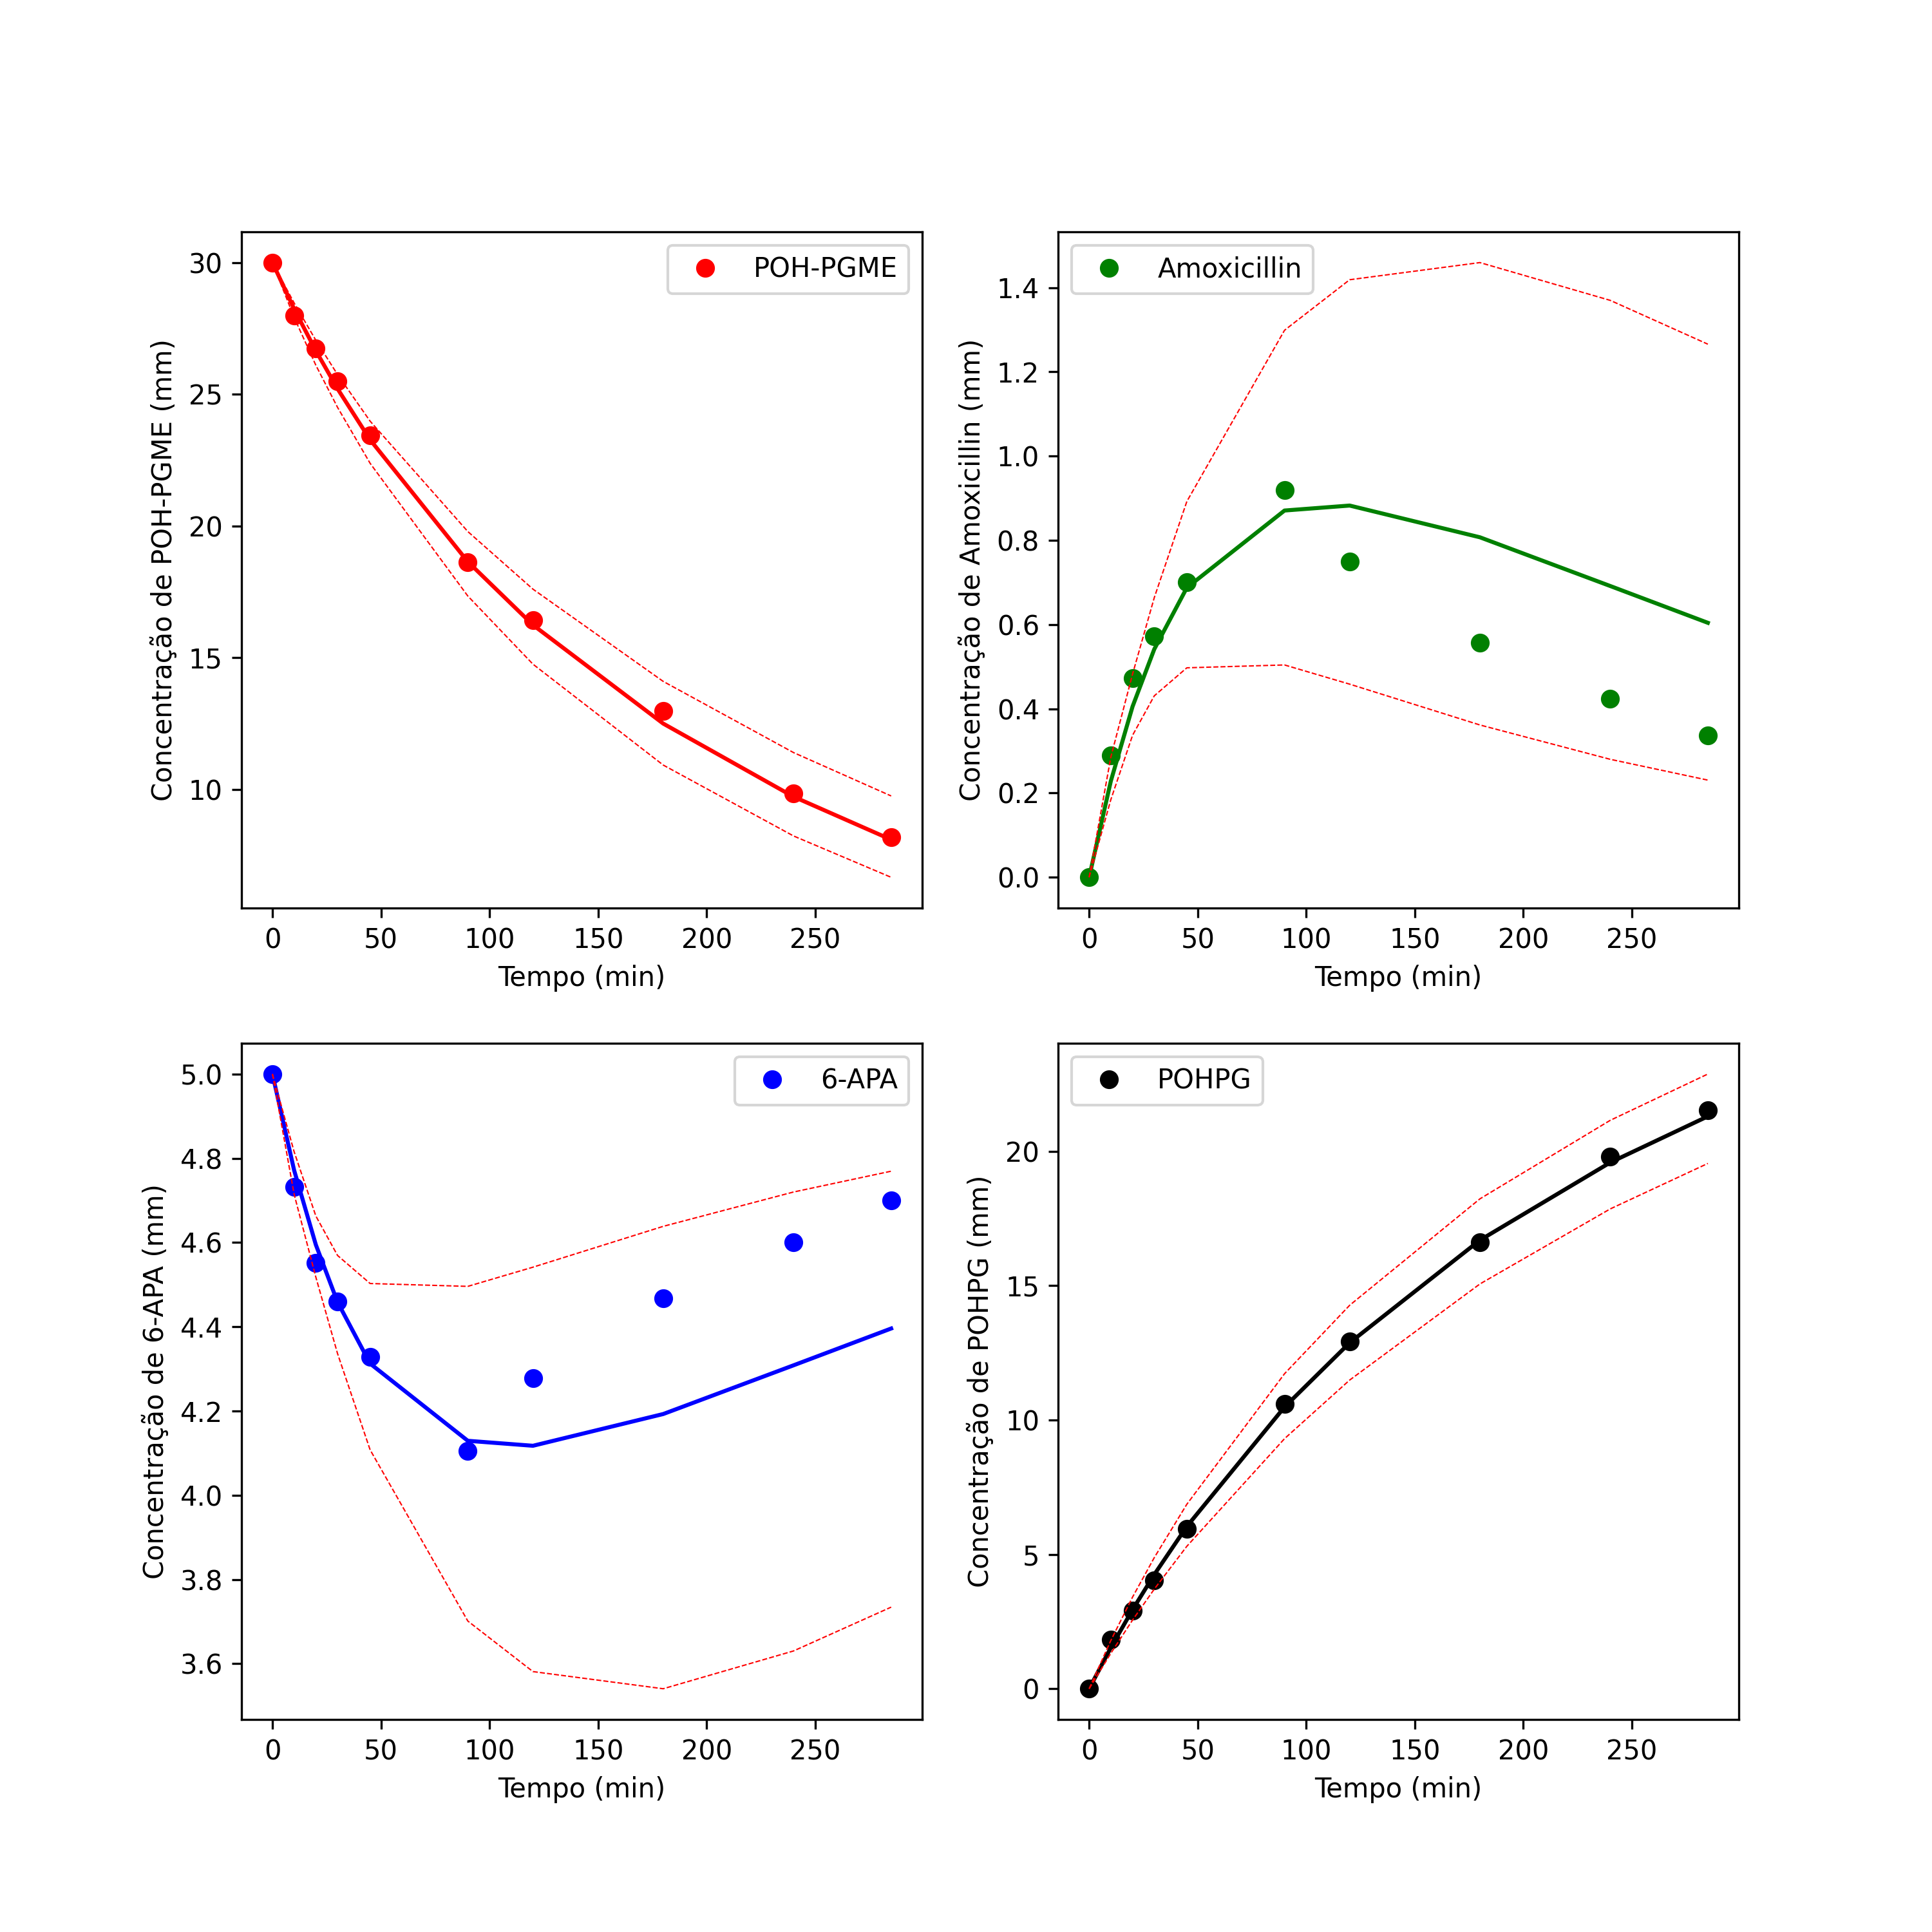 POH-PGME
Concentração de POH-PGME (mm)
30
25
20
15
10
0 50 100 150 200 250
Tempo (min)
Amoxicillin
Concentração de Amoxicillin (mm)
1.4
1.2
1.0
0.8
0.6
0.4
0.2
0.0
0 50 100 150 200 250
Tempo (min)
6-APA
Concentração de 6-APA (mm)
5.0
4.8
4.6
4.4
4.2
4.0
3.8
3.6
0 50 100 150 200 250
Tempo (min)
POHPG
Concentração de POHPG (mm)
20
15
10
5
0
0 50 100 150 200 250
Tempo (min)